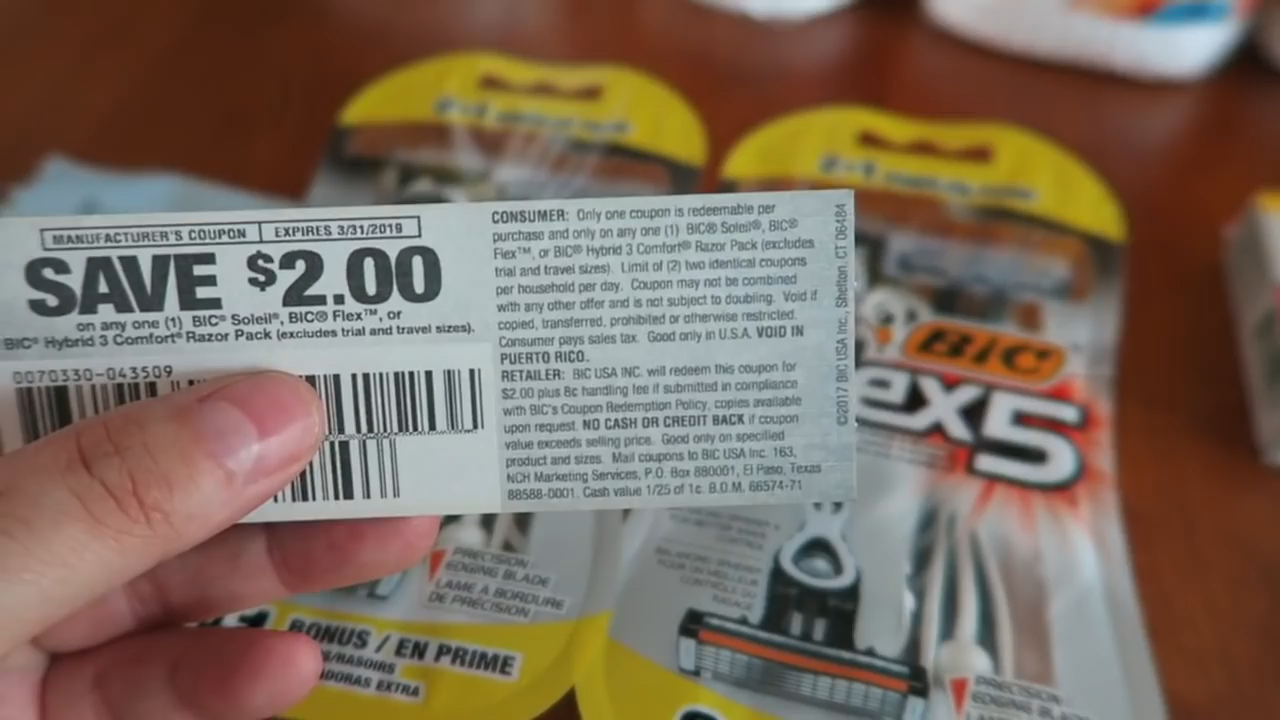 MANUFACTURER'S COUPON EXPIRES 3/31/2019
SAVE $2.00
on any one (1) BIC® Soleil®, BIC® Flex™, or
BIC® Hybrid 3 Comfort® Razor Pack (excludes trial and travel sizes).
0070330-043509
CONSUMER: Only one coupon is redeemable per
purchase and only on any one (1) BIC® Soleil®, BIC®
Flex™, or BIC® Hybrid 3 Comfort® Razor Pack (excludes
trial and travel sizes). Limit of (2) two identical coupons
per household per day. Coupon may not be combined
with any other offer and is not subject to doubling. Void if
copied, transferred, prohibited or otherwise restricted.
Consumer pays sales tax. Good only in U.S.A. VOID IN
PUERTO RICO.
RETAILER: BIC USA INC. will redeem this coupon for
$2.00 plus 8c handling fee if submitted in compliance
with BIC's Coupon Redemption Policy, copies available
upon request. NO CASH OR CREDIT BACK if coupon
value exceeds selling price. Good only on specified
product and sizes. Mail coupons to BIC USA Inc. 163,
NCH Marketing Services, P.O. Box 880001, El Paso, Texas
88588-0001. Cash value 1/25 of 1c. B.O.M. 66574-71
©2017 BIC USA Inc., Shelton, CT 06484
BIC
ex5
PRECISION
EDGING BLADE
LAME À BORDURE
DE PRÉCISION
BONUS / EN PRIME
/RASOIRS
ADORAS EXTRA
PRECISION
EDGING BLADE